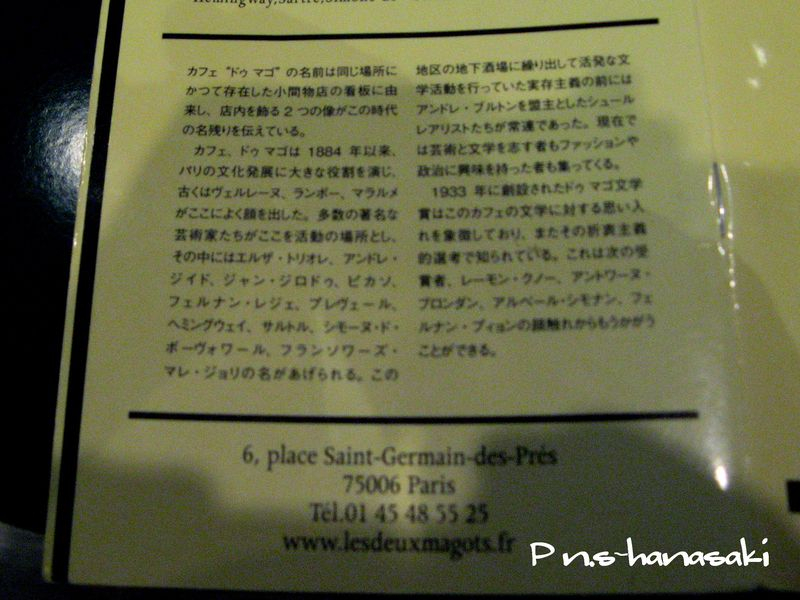 Hemingway, Sartre, Simone de
カフェ “ドゥ マゴ” の名前は同じ場所に
かつて存在した小間物店の看板に由
来し、店内を飾る2つの像がこの時代
の名残りを伝えている。
カフェ、ドゥ マゴは 1884 年以来、
パリの文化発展に大きな役割を演じ、
古くはヴェルレーヌ、ランボー、マラルメ
がここによく顔を出した。多数の著名な
芸術家たちがここを活動の場所とし、
その中にはエルザ・トリオレ、アンドレ・
ジイド、ジャン・ジロドゥ、ピカソ、
フェルナン・レジェ、プレヴェール、
ヘミングウェイ、サルトル、シモーヌ・ド・
ボーヴォワール、フランソワーズ・
マレ・ジョリの名があげられる。この
地区の地下酒場に繰り出して活発な文
学活動を行っていた実存主義の前には
アンドレ・ブルトンを盟主としたシュール
レアリストたちが常連であった。現在で
は芸術と文学を志す者もファッションや
政治に興味を持った者も集ってくる。
1933 年に創設されたドゥ マゴ文学
賞はこのカフェの文学に対する思い入
れを象徴しており、またその折衷主義
的選考で知られている。これは次の受
賞者、レーモン・クノー、アントワーヌ・
ブロンダン、アルベール・シモナン、フェ
ルナン・ブィヨンの顔触れからもうかがう
ことができる。
6, place Saint-Germain-des-Prés
75006 Paris
Tél.01 45 48 55 25
www.lesdeuxmagots.fr
P n.s-hanasaki